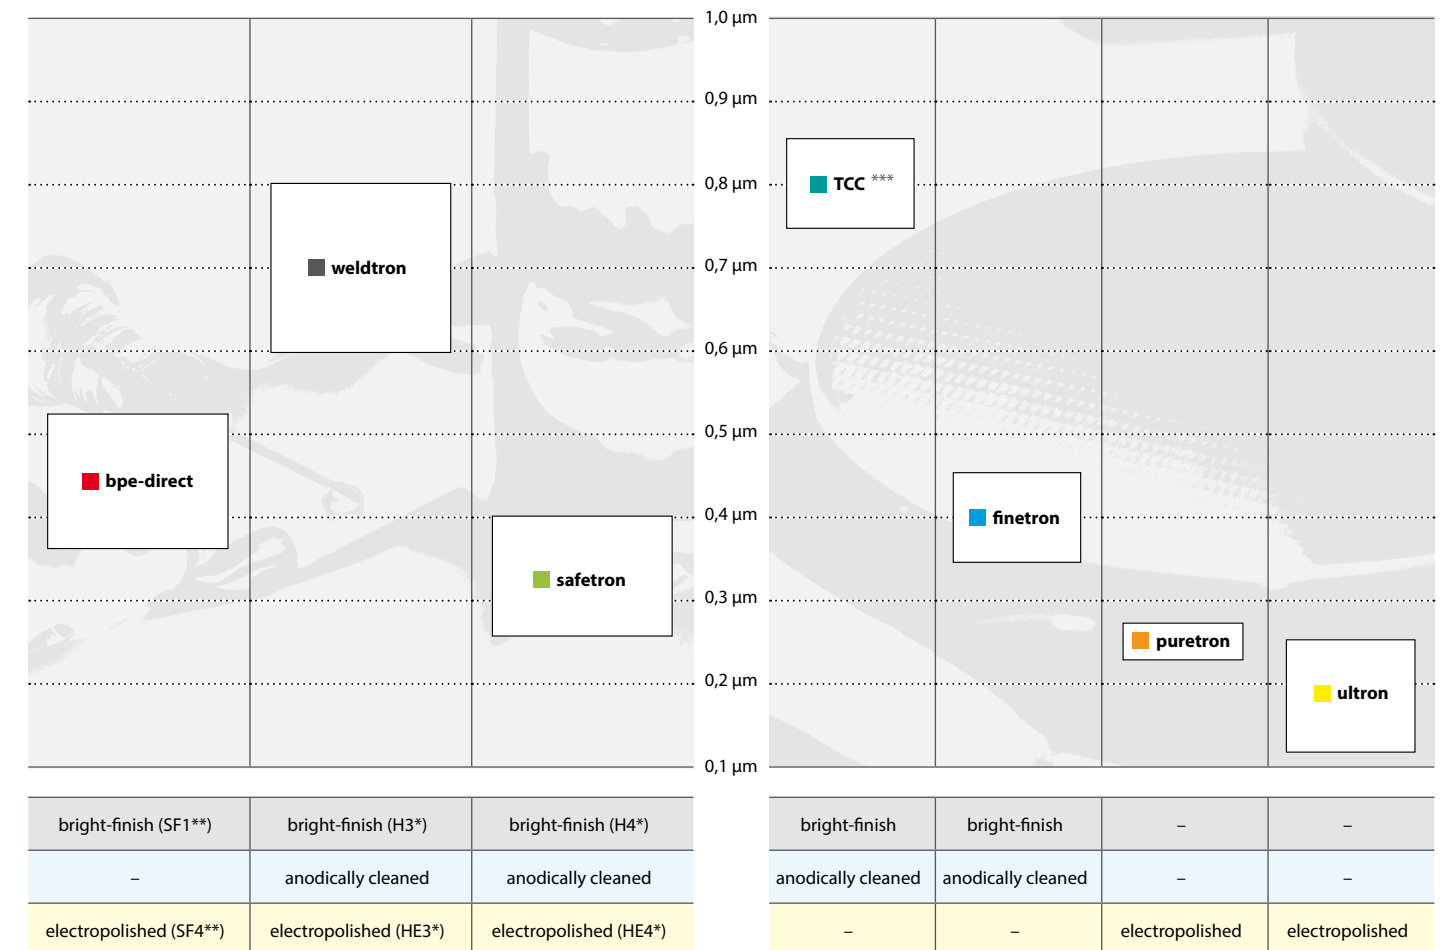 1,0 µm
0,9 µm
0,8 µm
0,7 µm
0,6 µm
0,5 µm
0,4 µm
0,3 µm
0,2 µm
0,1 µm
TCC ***
weldtron
bpe-direct
finetron
safetron
puretron
ultron
bright-finish (SF1**) bright-finish (H3*) bright-finish (H4*) bright-finish bright-finish – –
– anodically cleaned anodically cleaned anodically cleaned anodically cleaned – –
electropolished (SF4**) electropolished (HE3*) electropolished (HE4*) – – electropolished electropolished